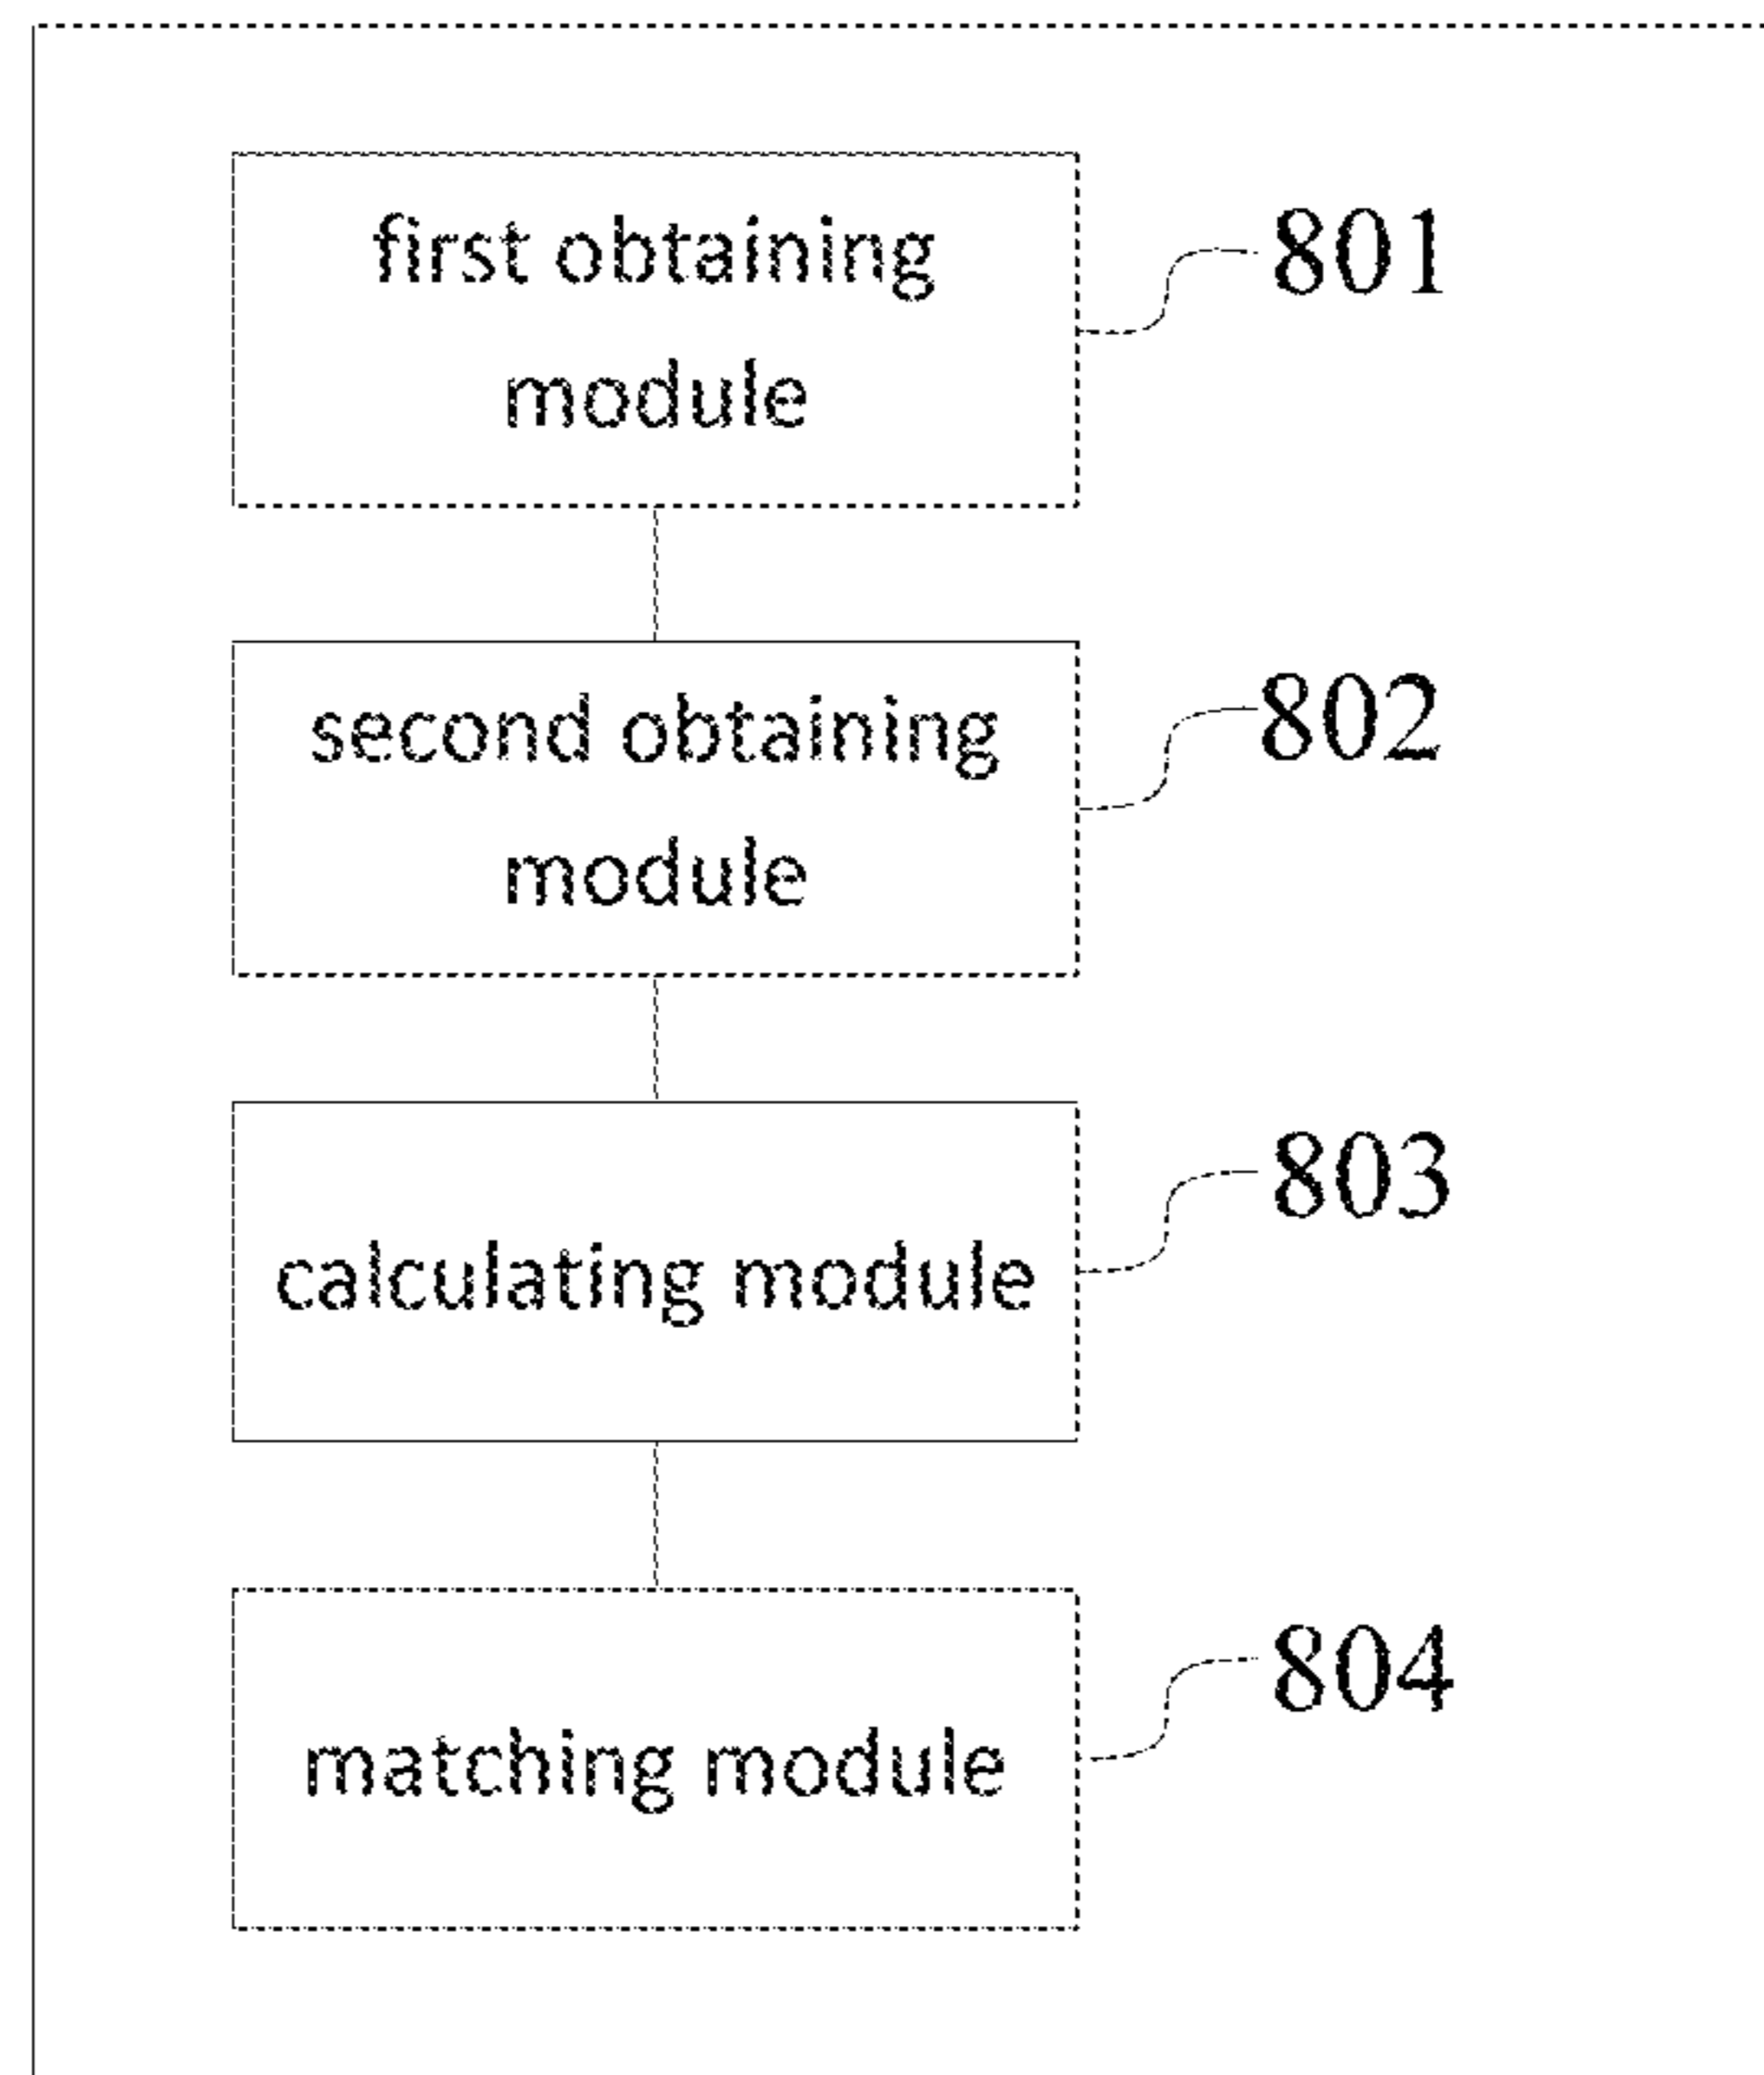 first obtaining
module
801
second obtaining
module
802
calculating module
803
matching module
804